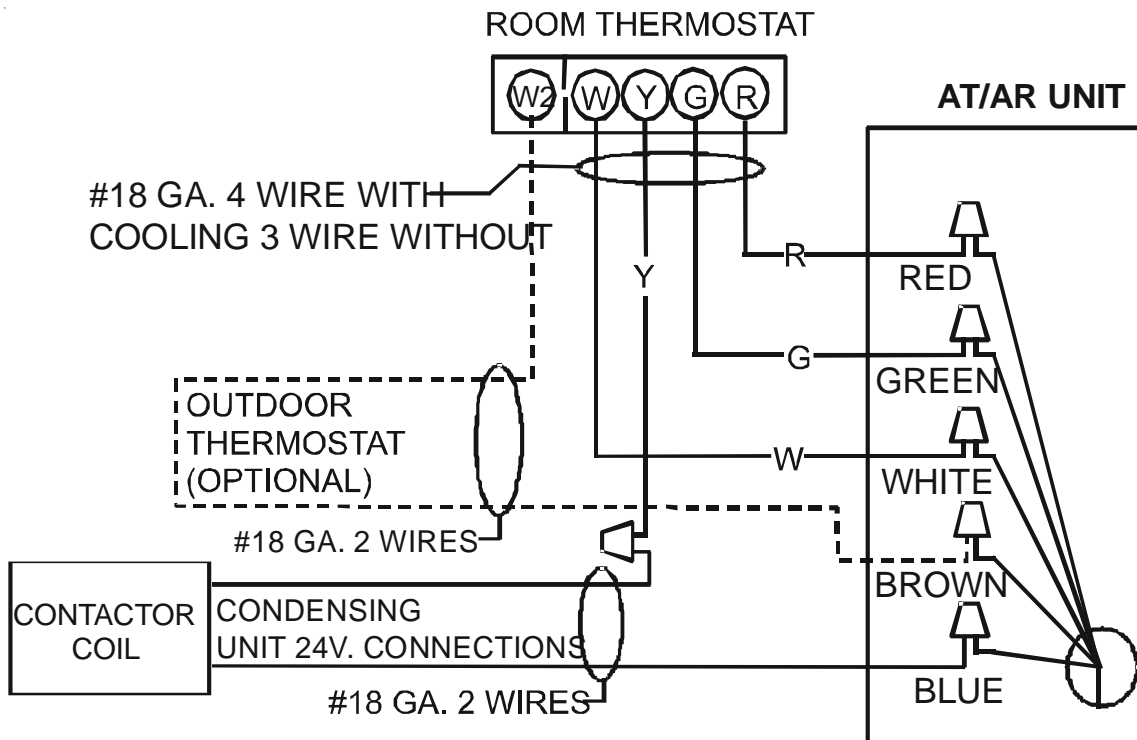 ROOM THERMOSTAT
W2 W Y G R
AT/AR UNIT
#18 GA. 4 WIRE WITH
COOLING 3 WIRE WITHOUT
R
RED
Y
G
GREEN
OUTDOOR
THERMOSTAT
(OPTIONAL)
W
WHITE
#18 GA. 2 WIRES
BROWN
CONTACTOR
COIL
CONDENSING
UNIT 24V. CONNECTIONS
BLUE
#18 GA. 2 WIRES